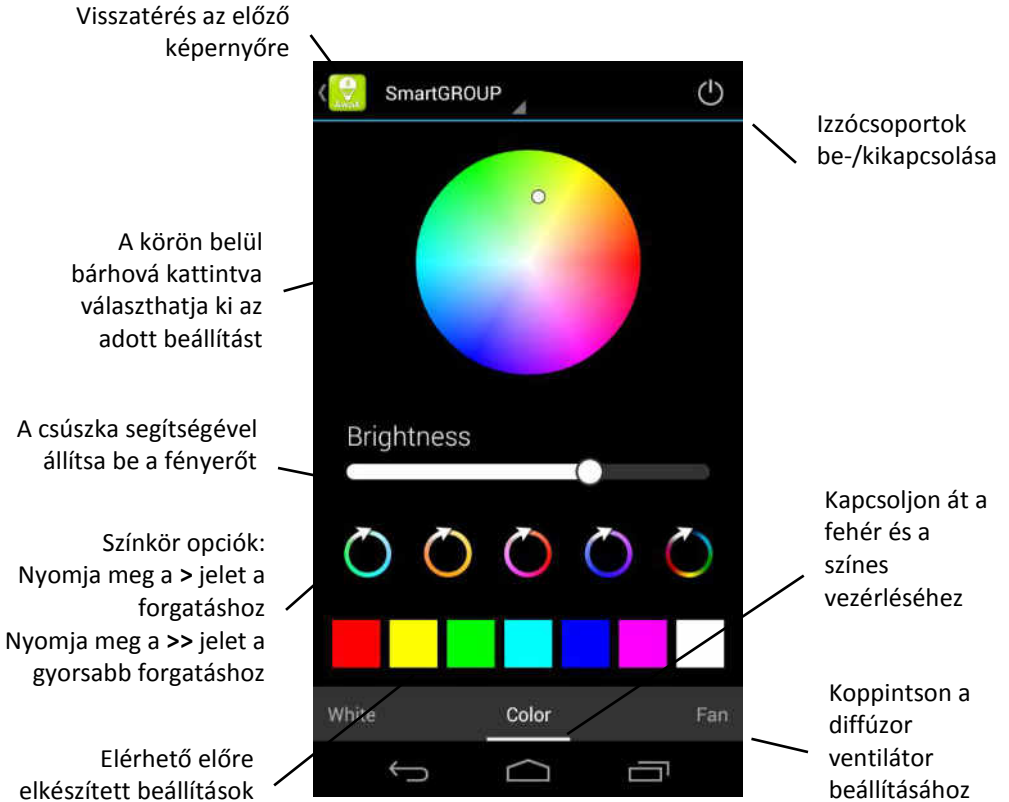 Visszatérés az előző
képernyőre
SmartGROUP
Izzócsoportok
be-/kikapcsolása
A körön belül
bárhová kattintva
választhatja ki az
adott beállítást
A csúszka segítségével
állítsa be a fényerőt
Brightness
Kapcsoljon át a
fehér és a
színes
vezérléséhez
Színkör opciók:
Nyomja meg a > jelet a
forgatáshoz
Nyomja meg a >> jelet a
gyorsabb forgatáshoz
White
Color
Fan
Koppintson a
diffúzor
ventilátor
beállításához
Elérhető előre
elkészített beállítások